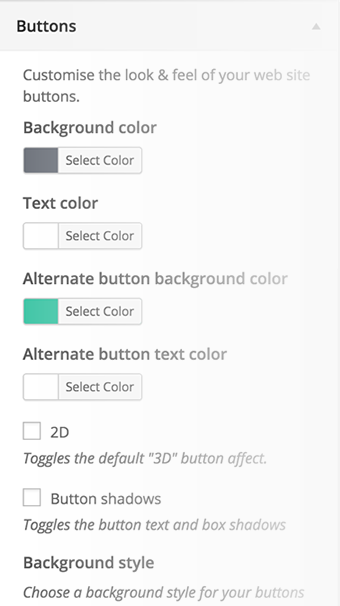 Buttons
Customise the look & feel of your web site
buttons.
Background color
Select Color
Text color
Select Color
Alternate button background color
Select Color
Alternate button text color
Select Color
2D
Toggles the default "3D" button affect.
Button shadows
Toggles the button text and box shadows
Background style
Choose a background style for your buttons